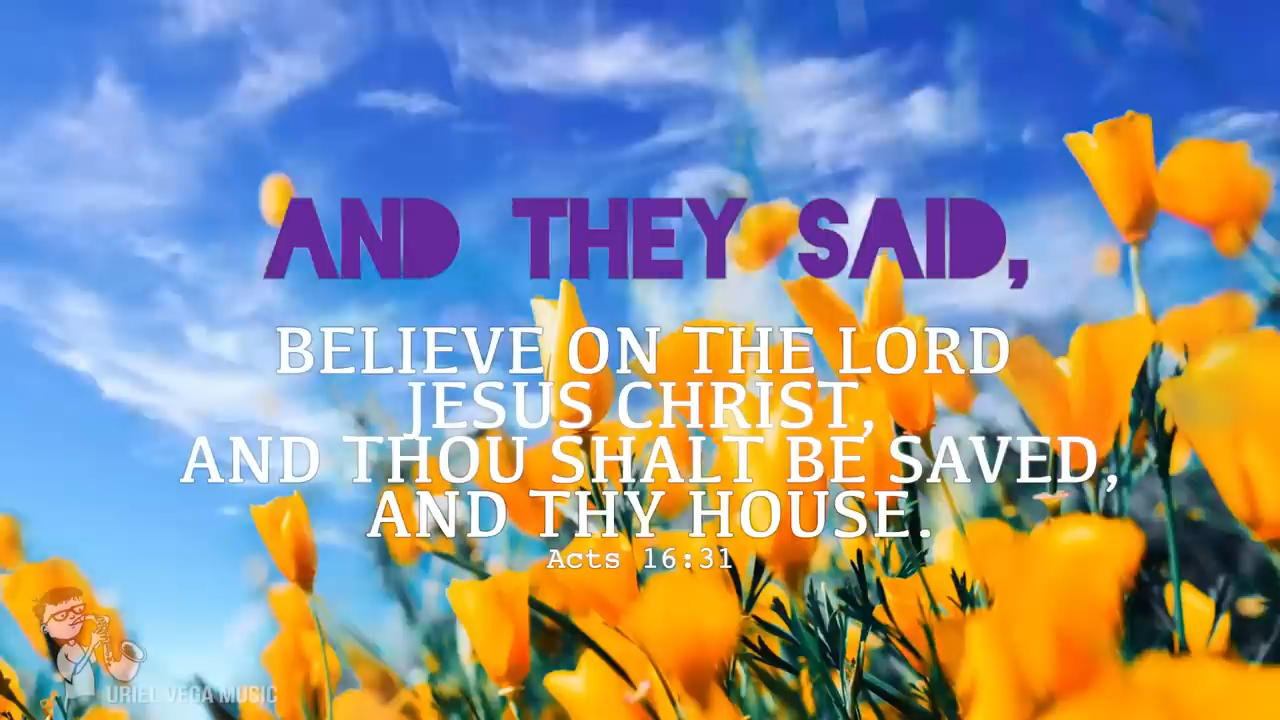 AND THEY SAID,
BELIEVE ON THE LORD
JESUS CHRIST,
AND THOU SHALT BE SAVED,
AND THY HOUSE.
Acts 16:31
URIEL VEGA MUSIC